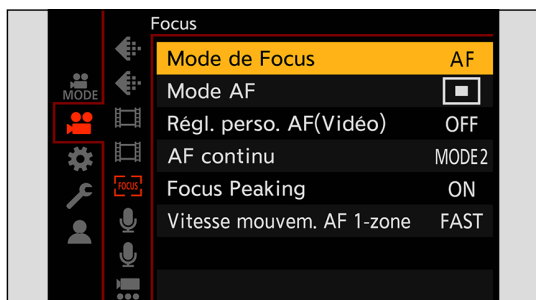 Focus
Mode de Focus AF
Mode AF
Régl. perso. AF(Vidéo) OFF
AF continu MODE2
Focus Peaking ON
Vitesse mouvem. AF 1-zone FAST
MODE
FOCUS